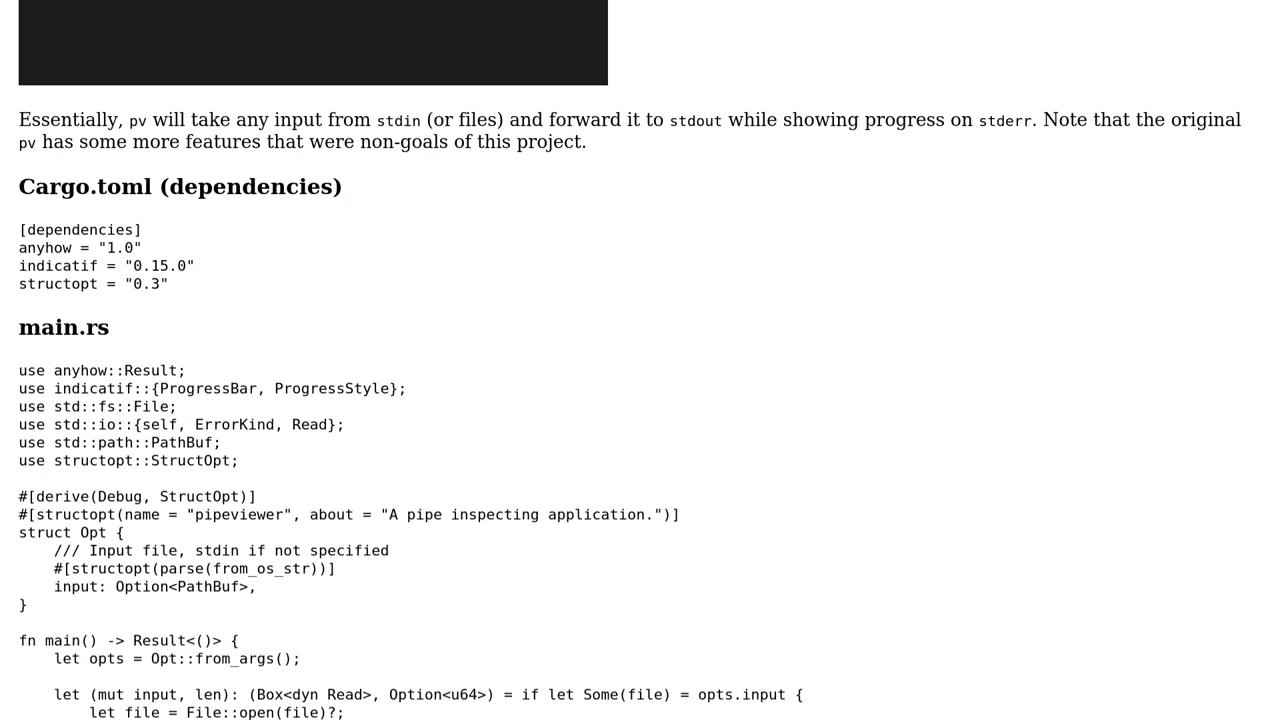 Essentially, pv will take any input from stdin (or files) and forward it to stdout while showing progress on stderr. Note that the original
pv has some more features that were non-goals of this project.
Cargo.toml (dependencies)
[dependencies]
anyhow = "1.0"
indicatif = "0.15.0"
structopt = "0.3"
main.rs
use anyhow::Result;
use indicatif::{ProgressBar, ProgressStyle};
use std::fs::File;
use std::io::{self, ErrorKind, Read};
use std::path::PathBuf;
use structopt::StructOpt;
#[derive(Debug, StructOpt)]
#[structopt(name = "pipeviewer", about = "A pipe inspecting application.")]
struct Opt {
    /// Input file, stdin if not specified
    #[structopt(parse(from_os_str))]
    input: Option<PathBuf>,
}
fn main() -> Result<()> {
    let opts = Opt::from_args();
    let (mut input, len): (Box<dyn Read>, Option<u64>) = if let Some(file) = opts.input {
        let file = File::open(file)?;